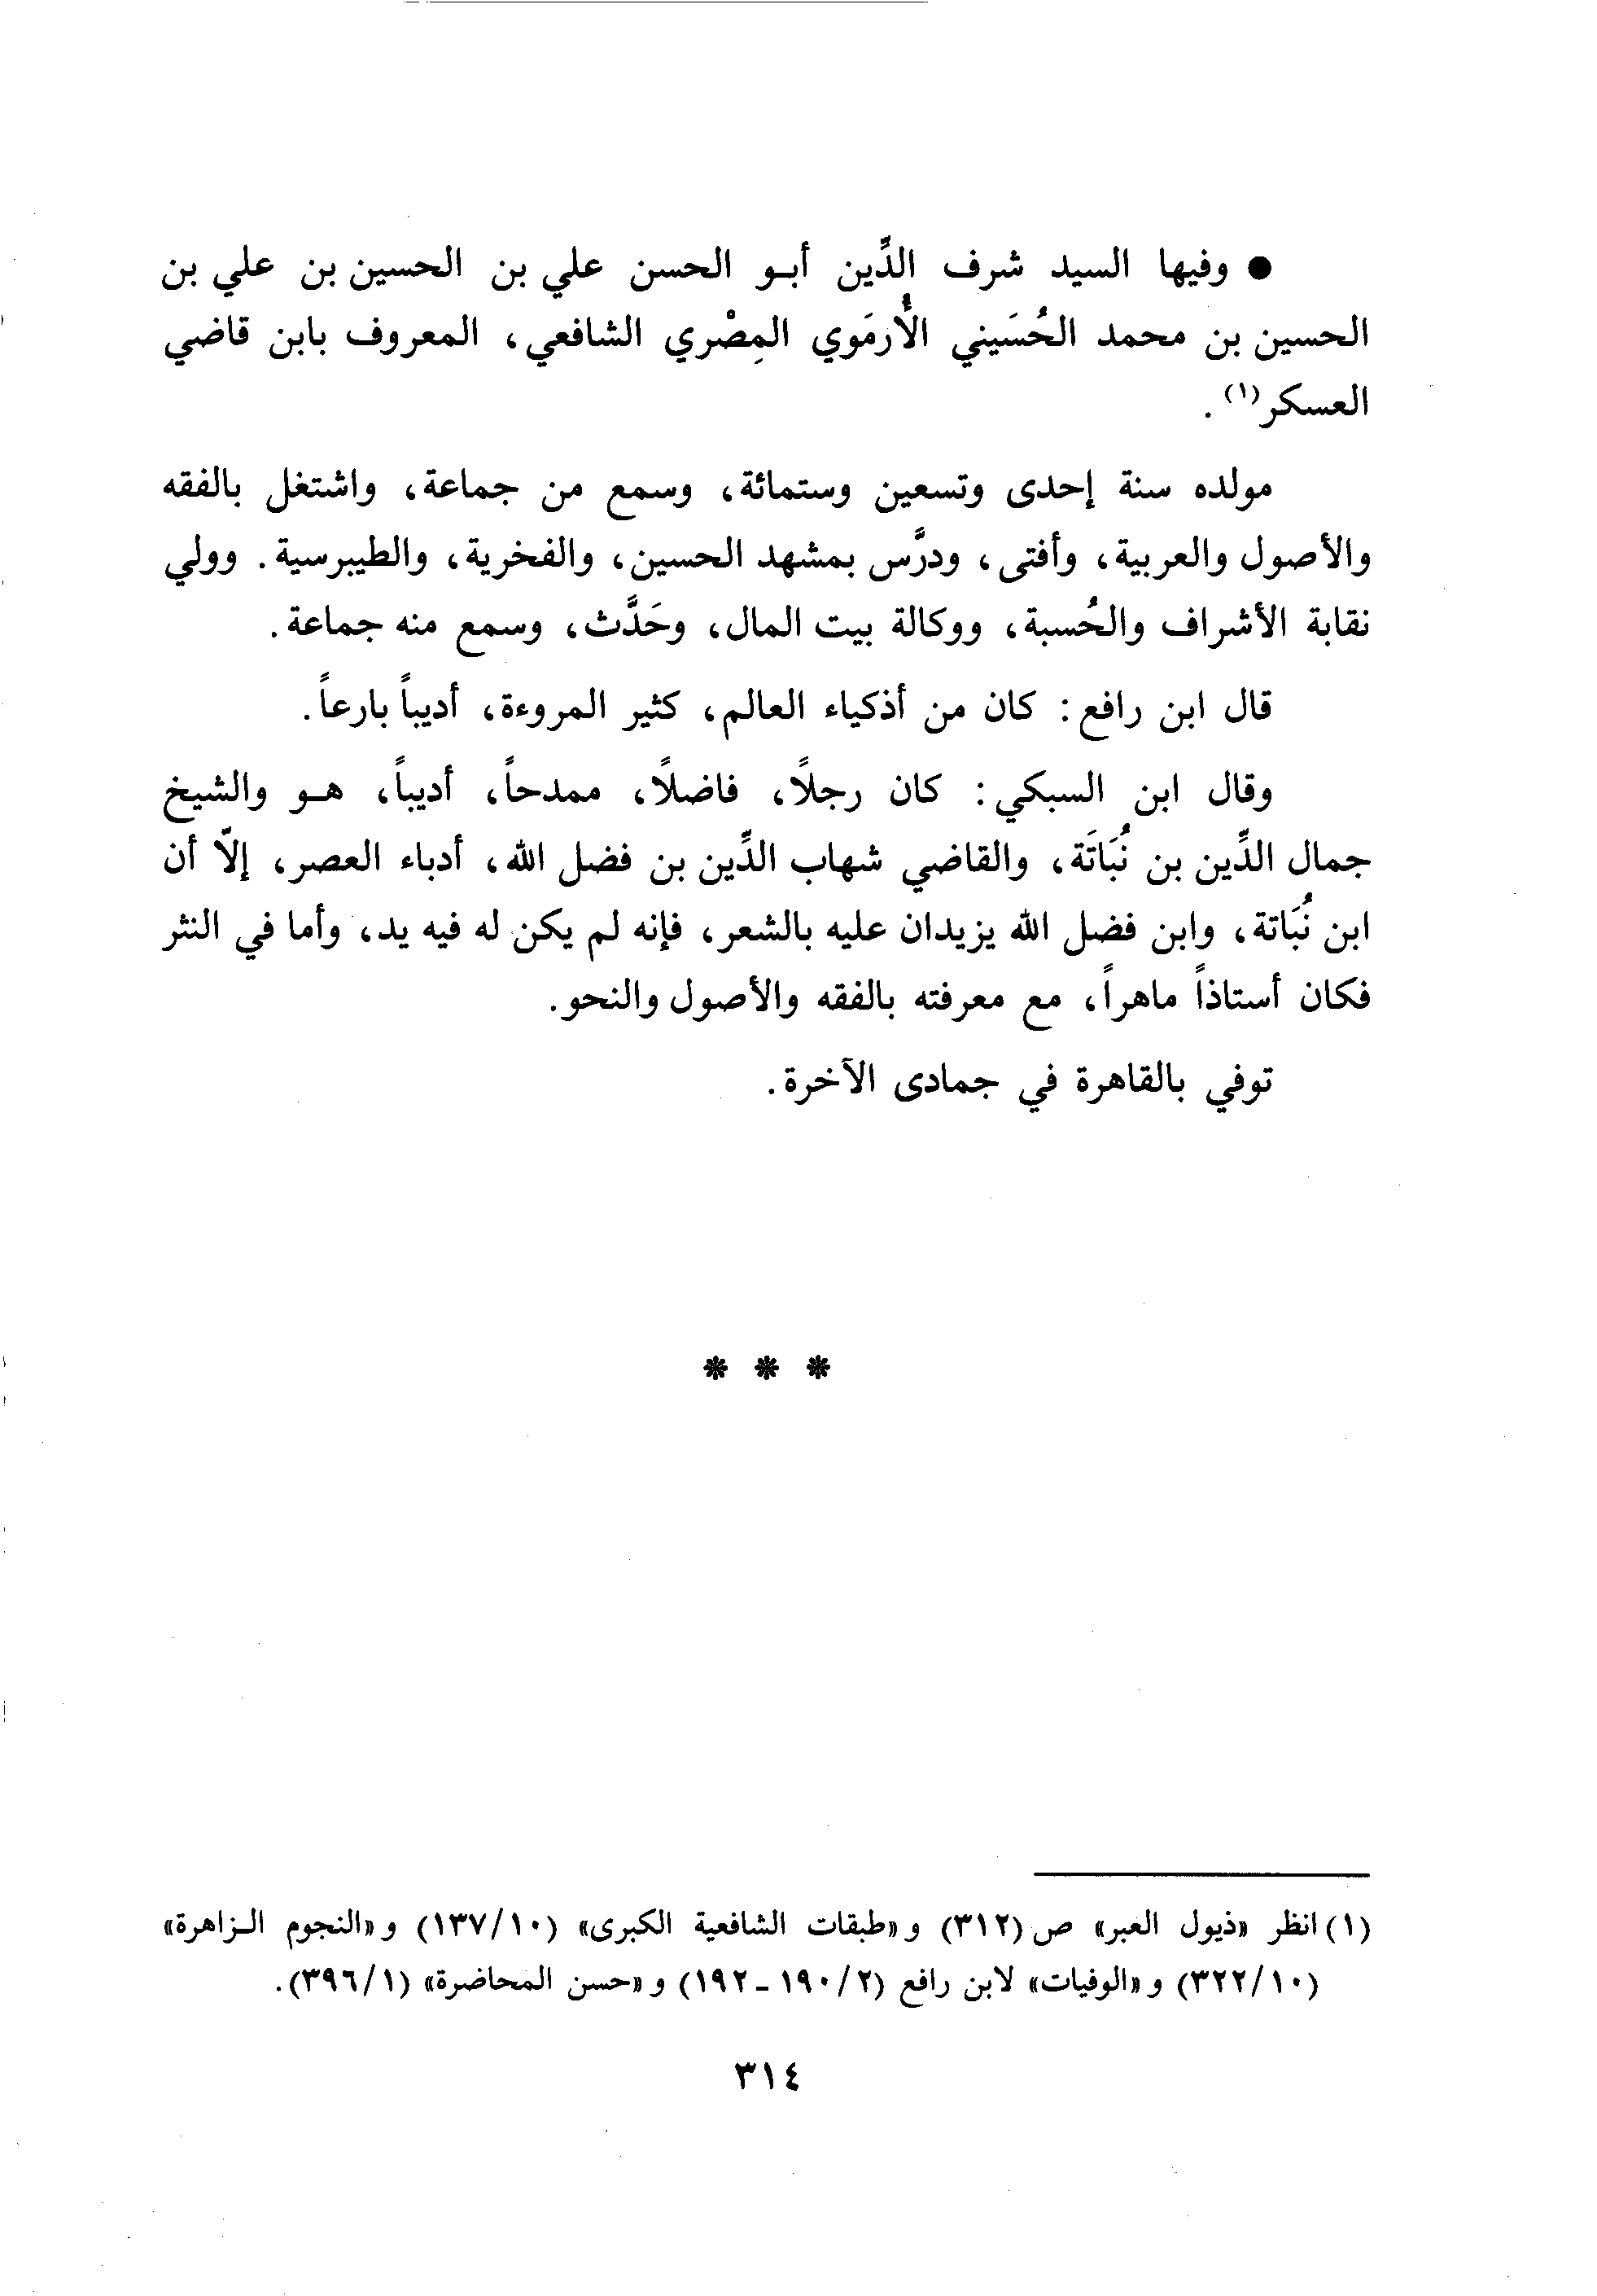 ● وفيها السيد شرف الدِّين أبو الحسن علي بن الحسين بن علي بن
الحسين بن محمد الحُسَيني الأُرمَوي المِصْري الشافعي، المعروف بابن قاضي
العسكر(١).
مولده سنة إحدى وتسعين وستمائة، وسمع من جماعة، واشتغل بالفقه
والأصول والعربية، وأفتى، ودرَّس بمشهد الحسين، والفخرية، والطيبرسية. وولي
نقابة الأشراف والحُسبة، ووكالة بيت المال، وحَدَّث، وسمع منه جماعة.
قال ابن رافع: كان من أذكياء العالم، كثير المروءة، أديباً بارعاً.
وقال ابن السبكي: كان رجلاً، فاضلاً، ممدحاً، أديباً، هو والشيخ
جمال الدِّين بن نُبَاتَة، والقاضي شهاب الدِّين بن فضل الله، أدباء العصر، إلّا أن
ابن نُبَاتة، وابن فضل الله يزيدان عليه بالشعر، فإنه لم يكن له فيه يد، وأما في النثر
فكان أستاذاً ماهراً، مع معرفته بالفقه والأصول والنحو.
توفي بالقاهرة في جمادى الآخرة.
* * *
(١) انظر «ذيول العبر» ص (٣١٢) و «طبقات الشافعية الكبرى» (١٣٧/١٠) و «النجوم الزاهرة»
(٣٢٢/١٠) و «الوفيات» لابن رافع (١٩٠/٢ - ١٩٢) و «حسن المحاضرة» (٣٩٦/١).
٣١٤